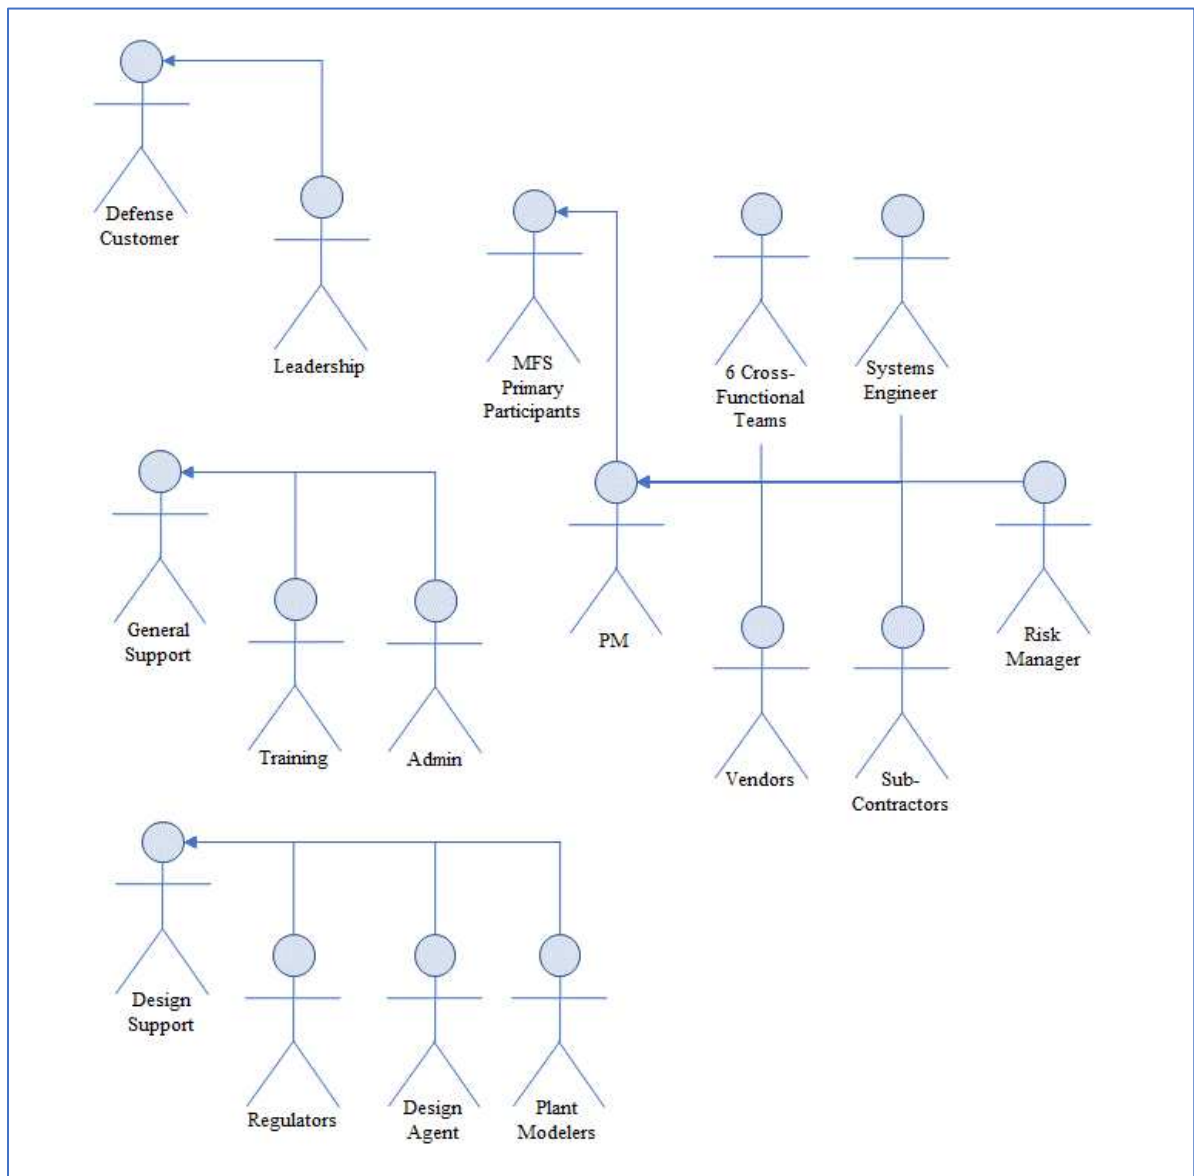 Defense
Customer
Leadership
MFS
Primary
Participants
6 Cross-
Functional
Teams
Systems
Engineer
General
Support
Training
Admin
PM
Risk
Manager
Vendors
Sub-
Contractors
Design
Support
Regulators
Design
Agent
Plant
Modelers